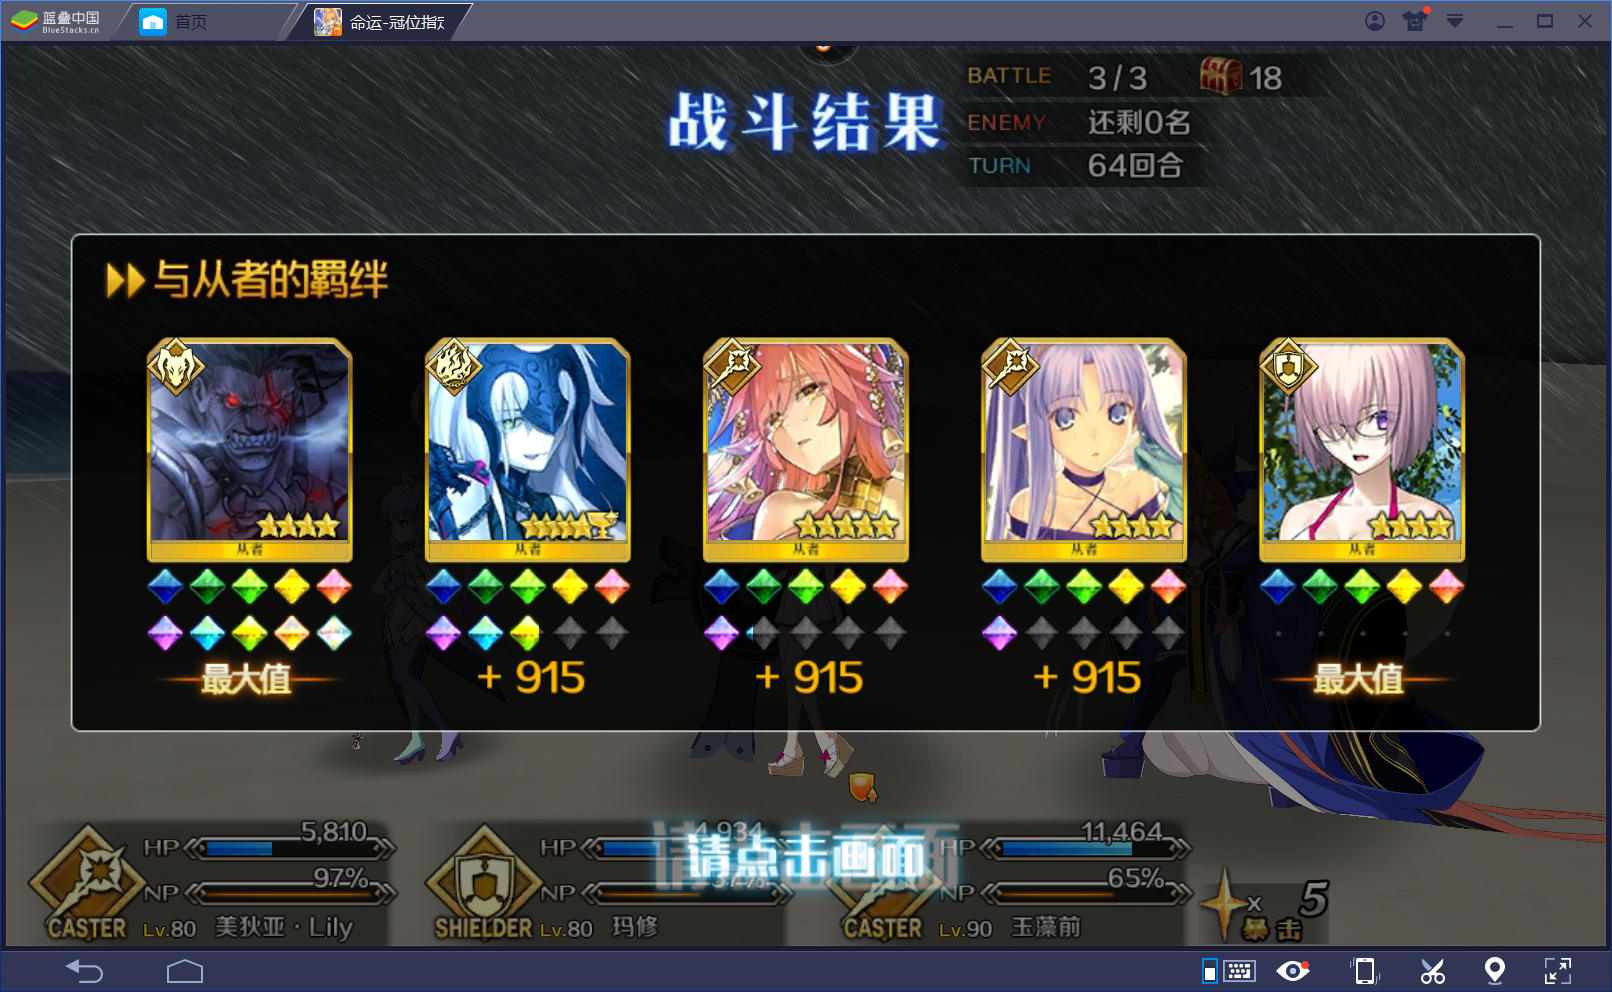 蓝叠中国
BlueStacks.cn
首页
命运-冠位指定
战斗结果
BATTLE 3/3 18
ENEMY 还剩0名
TURN 64回合
与从者的羁绊
从者 从者 从者 从者 从者
最大值 + 915 + 915 + 915 最大值
请点击画面
HP 5,810 HP 4,934 HP 11,464
NP 97% NP NP 65%
CASTER Lv.80 美狄亚·Lily SHIELDER Lv.80 玛修 CASTER Lv.90 玉藻前
x 5
暴击